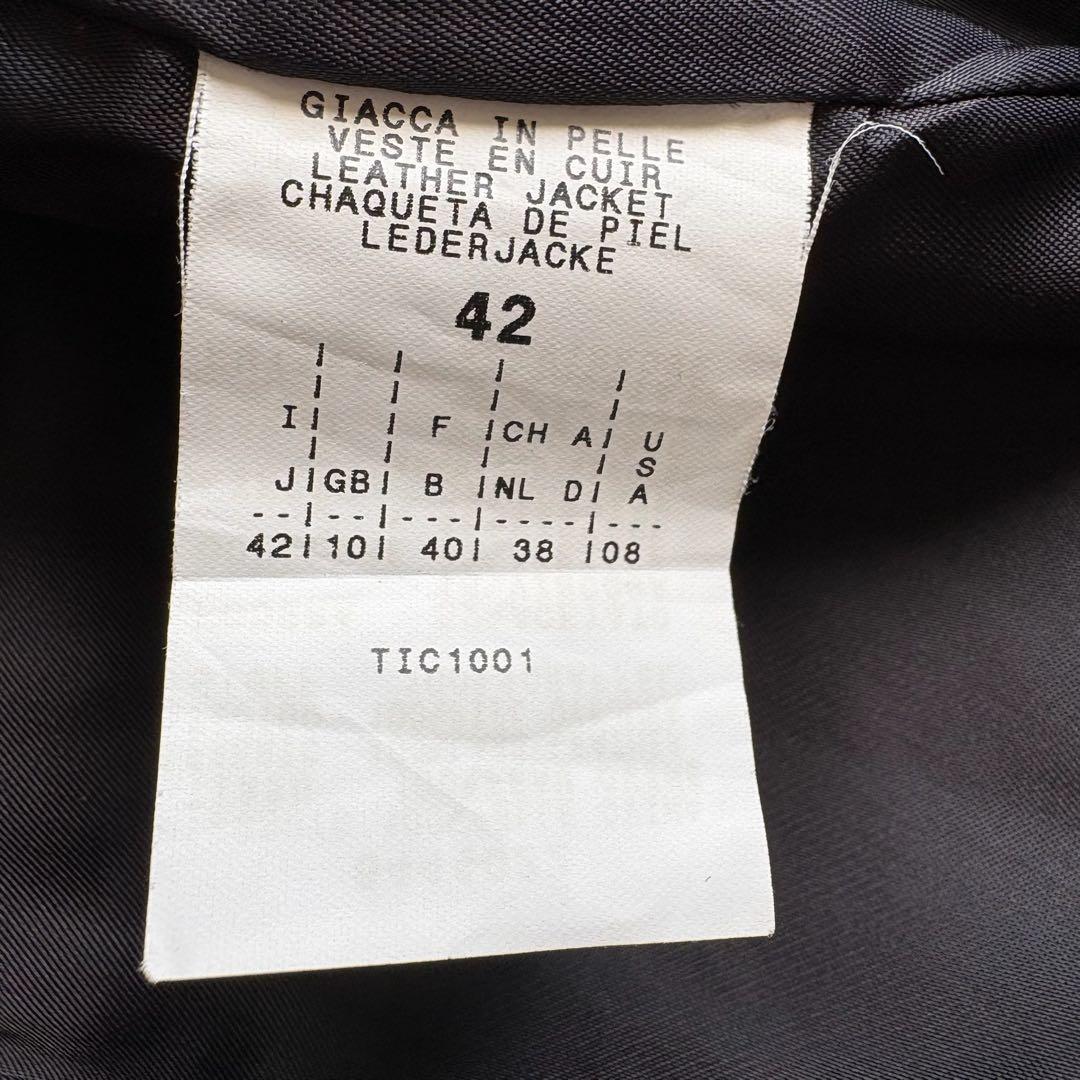 GIACCA IN PELLE
VESTE EN CUIR
LEATHER JACKET
CHAQUETA DE PIEL
LEDERJACKE
42
I| | F |CH A| U
S
J|GB| B |NL D| A
--|--|---|----|---
42|10| 40| 38 |08
TIC1001